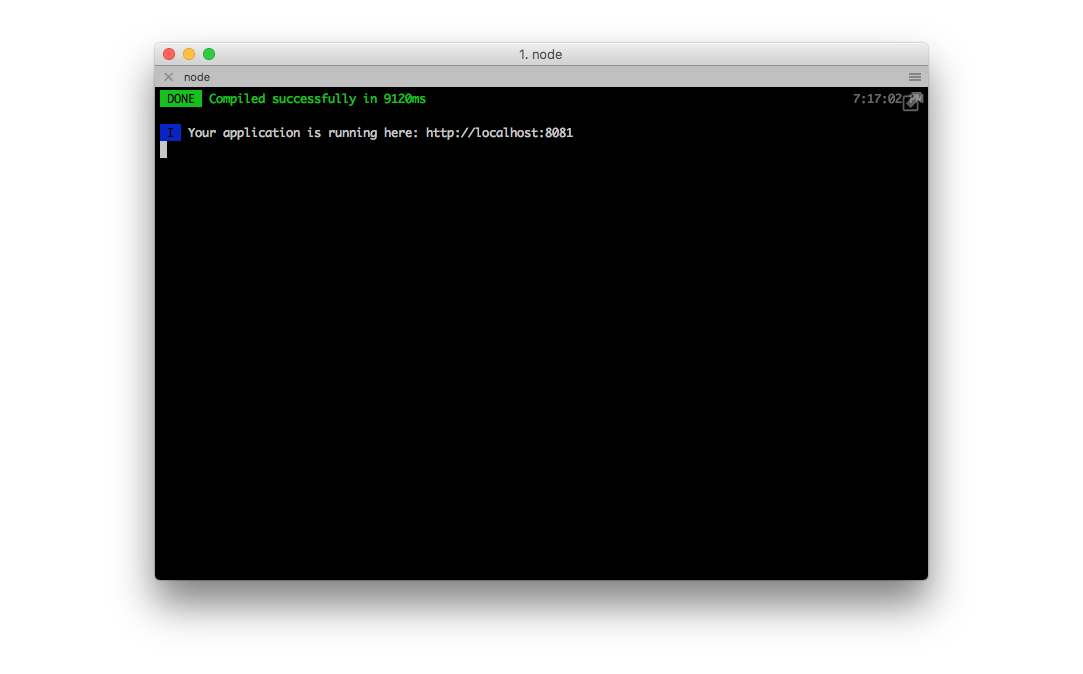 1. node
node
DONE Compiled successfully in 9120ms 7:17:02
I Your application is running here: http://localhost:8081